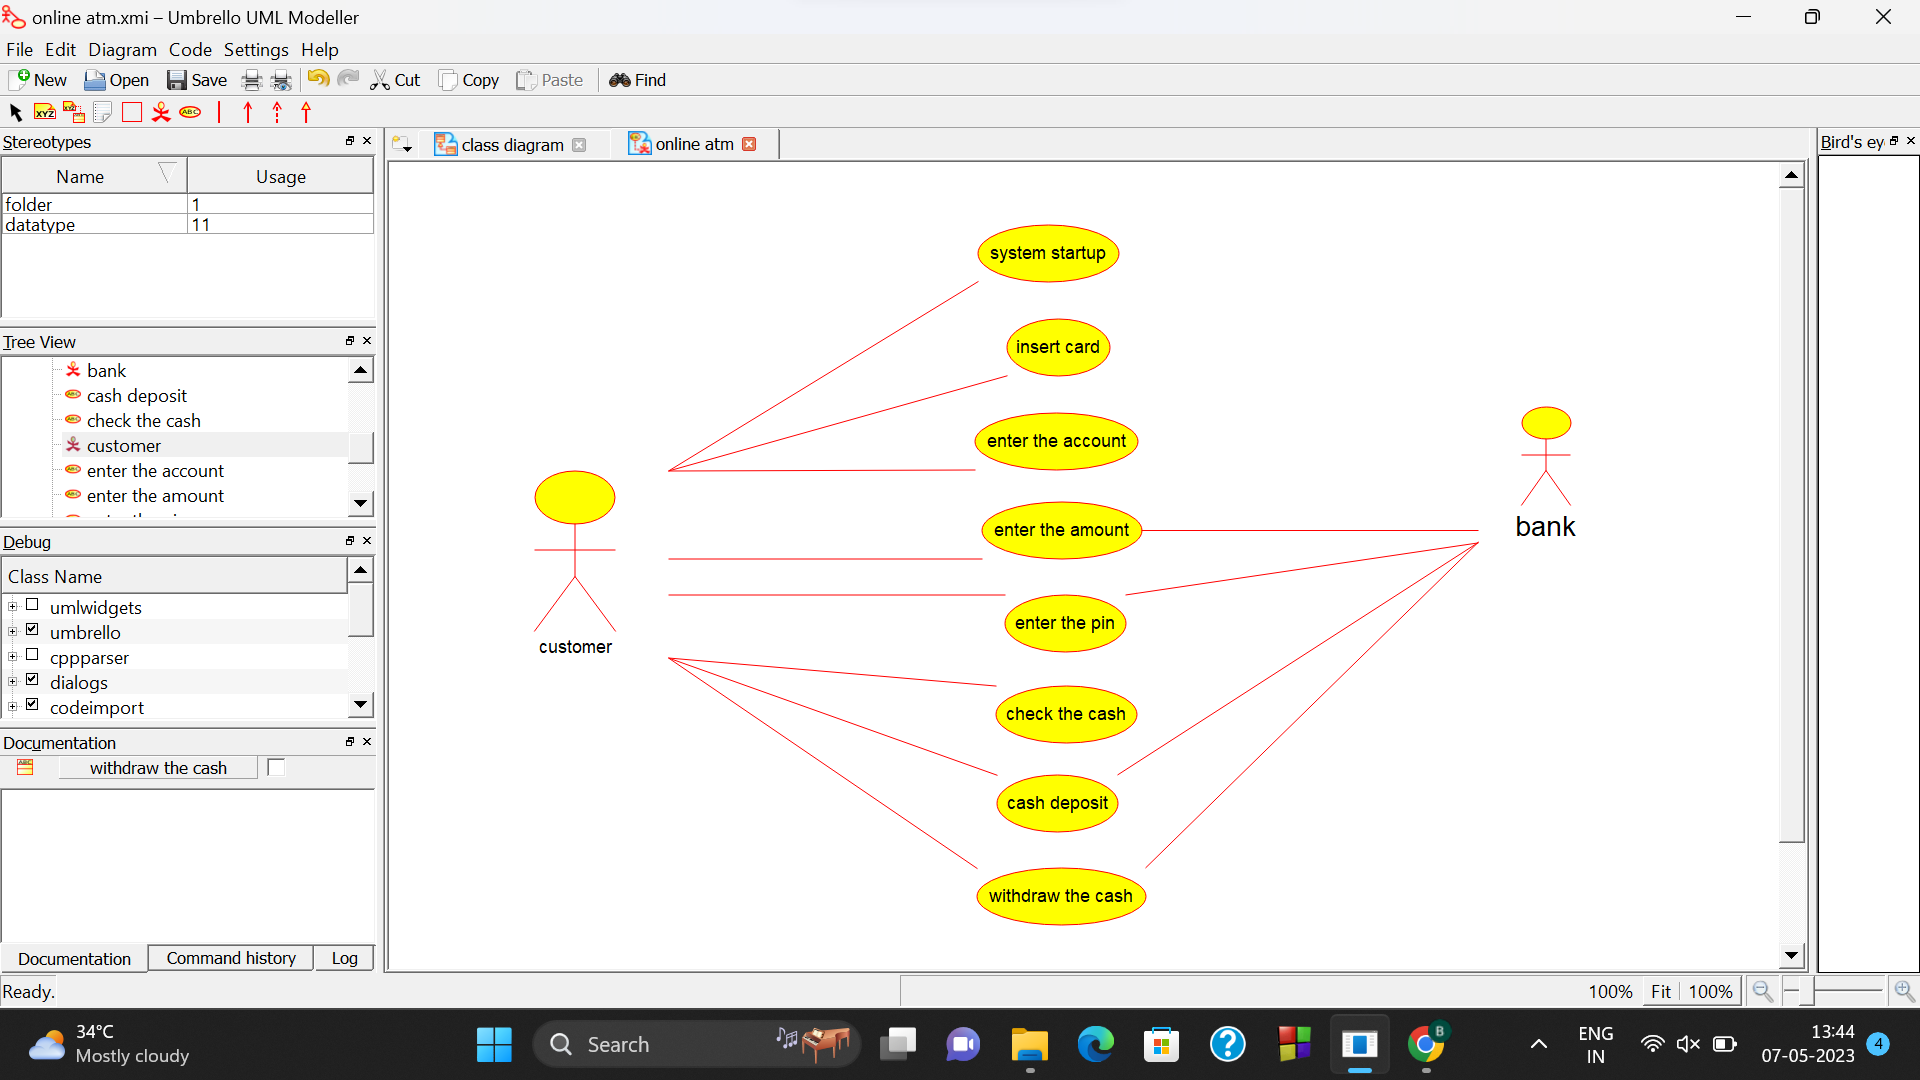 online atm.xmi – Umbrello UML Modeller
File Edit Diagram Code Settings Help
New Open Save Cut Copy Paste Find
XYZ ABC
Stereotypes
Name Usage
folder 1
datatype 11
Tree View
bank
cash deposit
check the cash
customer
enter the account
enter the amount
Debug
Class Name
umlwidgets
umbrello
cppparser
dialogs
codeimport
Documentation
withdraw the cash
Documentation Command history Log
Ready.
class diagram online atm
system startup
insert card
enter the account
enter the amount
enter the pin
check the cash
cash deposit
withdraw the cash
customer
bank
Bird's ey
100% Fit 100%
34°C
Mostly cloudy
Search
B
ENG
IN
13:44
07-05-2023
4